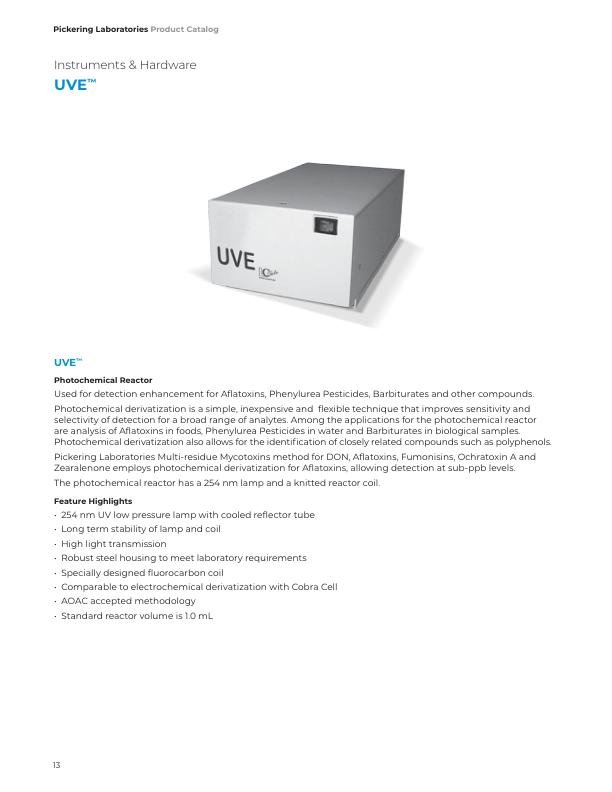 Pickering Laboratories Product Catalog
Instruments & Hardware
UVE™
UVE
UVE™
Photochemical Reactor
Used for detection enhancement for Aflatoxins, Phenylurea Pesticides, Barbiturates and other compounds.
Photochemical derivatization is a simple, inexpensive and  flexible technique that improves sensitivity and
selectivity of detection for a broad range of analytes. Among the applications for the photochemical reactor
are analysis of Aflatoxins in foods, Phenylurea Pesticides in water and Barbiturates in biological samples.
Photochemical derivatization also allows for the identification of closely related compounds such as polyphenols.
Pickering Laboratories Multi-residue Mycotoxins method for DON, Aflatoxins, Fumonisins, Ochratoxin A and
Zearalenone employs photochemical derivatization for Aflatoxins, allowing detection at sub-ppb levels.
The photochemical reactor has a 254 nm lamp and a knitted reactor coil.
Feature Highlights
• 254 nm UV low pressure lamp with cooled reflector tube
• Long term stability of lamp and coil
• High light transmission
• Robust steel housing to meet laboratory requirements
• Specially designed fluorocarbon coil
• Comparable to electrochemical derivatization with Cobra Cell
• AOAC accepted methodology
• Standard reactor volume is 1.0 mL
13